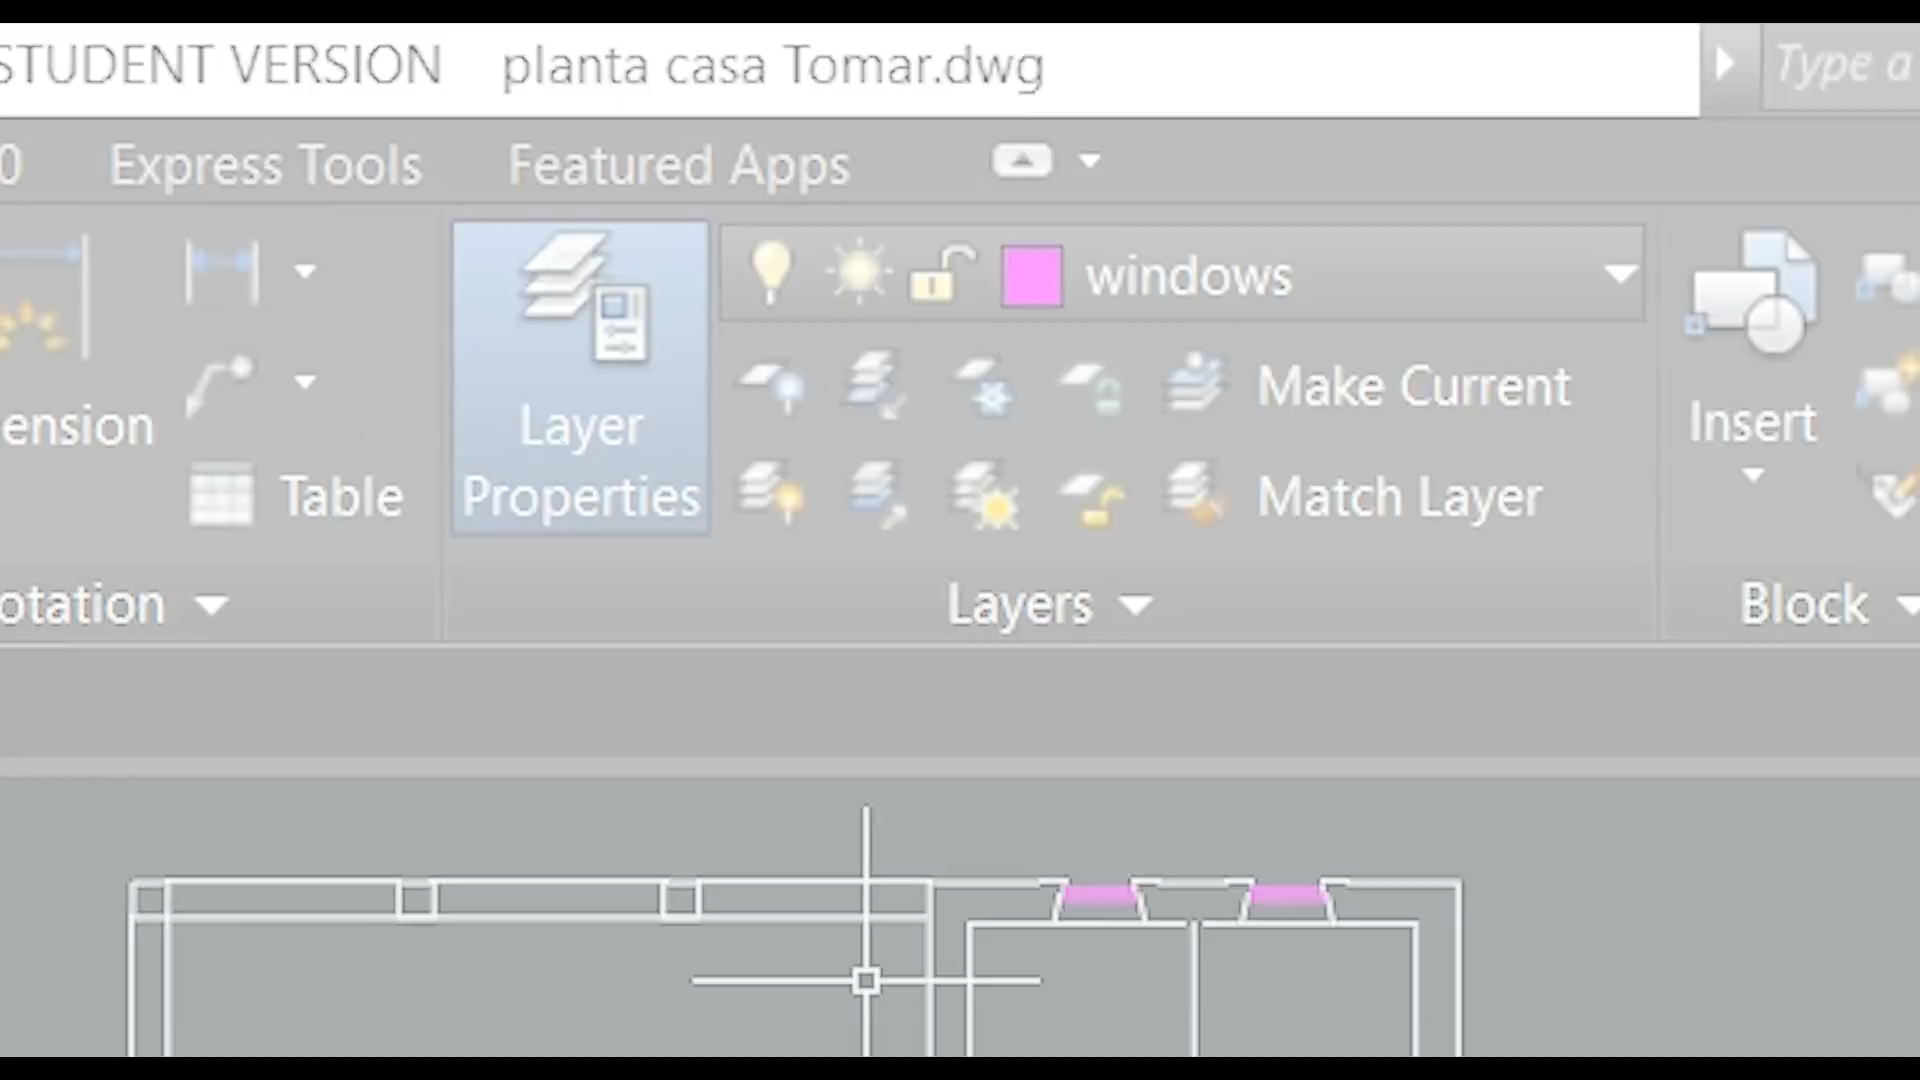 STUDENT VERSION planta casa Tomar.dwg
Type a
0 Express Tools Featured Apps
windows
Make Current
Layer
Properties
ension
Table
Match Layer
Insert
otation
Layers
Block